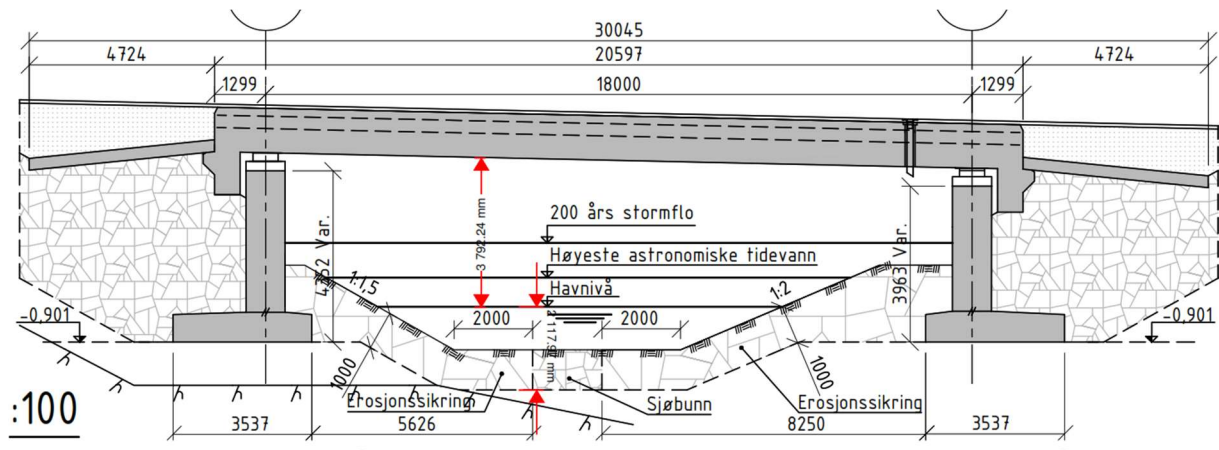 30045
4724 20597 4724
1299 18000 1299
200 års stormflo
3 792.24 mm
4352 Var.
3963 Var.
Høyeste astronomiske tidevann
1:1,5
Havnivå
1:2
-0,901
2000
2000
-0,901
1000
1000
Erosjonssikring
Sjøbunn
Erosjonssikring
:100
3537 5626 8250 3537